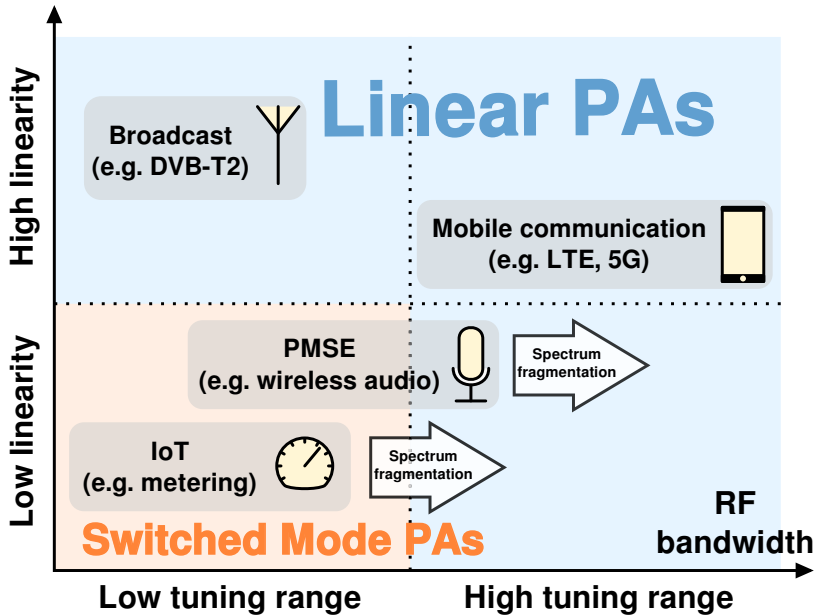 Linear PAs
Broadcast
(e.g. DVB-T2)
High linearity
Mobile communication
(e.g. LTE, 5G)
PMSE
(e.g. wireless audio)
Spectrum
fragmentation
Low linearity
IoT
(e.g. metering)
Spectrum
fragmentation
Switched Mode PAs
RF
bandwidth
Low tuning range
High tuning range